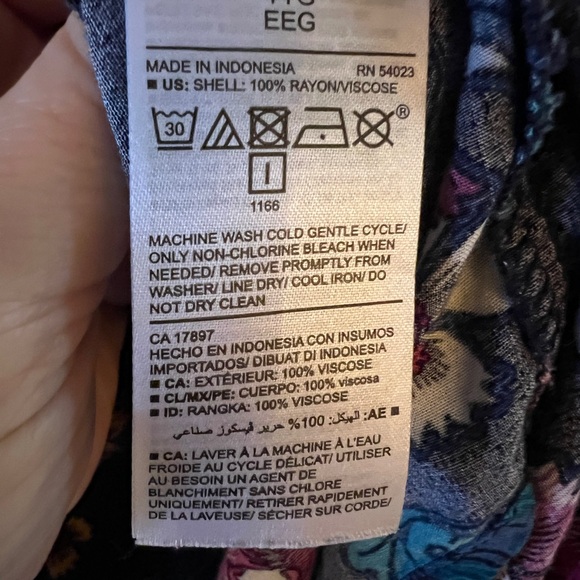 EEG
MADE IN INDONESIA RN 54023
■ US: SHELL: 100% RAYON/VISCOSE
30 ®
1166
MACHINE WASH COLD GENTLE CYCLE/
ONLY NON-CHLORINE BLEACH WHEN
NEEDED/ REMOVE PROMPTLY FROM
WASHER/ LINE DRY/ COOL IRON/ DO
NOT DRY CLEAN
CA 17897
HECHO EN INDONESIA CON INSUMOS
IMPORTADOS/ DIBUAT DI INDONESIA
■ CA: EXTÉRIEUR: 100% VISCOSE
■ CL/MX/PE: CUERPO: 100% viscosa
■ ID: RANGKA: 100% VISCOSE
■ AE: الهيكل: 100% حرير فيسكوز صناعي
■ CA: LAVER À LA MACHINE À L'EAU
FROIDE AU CYCLE DÉLICAT/ UTILISER
AU BESOIN UN AGENT DE
BLANCHIMENT SANS CHLORE
UNIQUEMENT/ RETIRER RAPIDEMENT
DE LA LAVEUSE/ SÉCHER SUR CORDE/